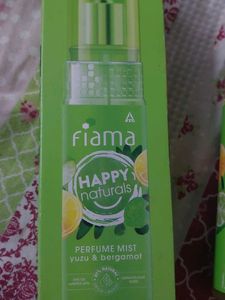 fiama
HAPPY
naturals
PERFUME MIST
yuzu & bergamot